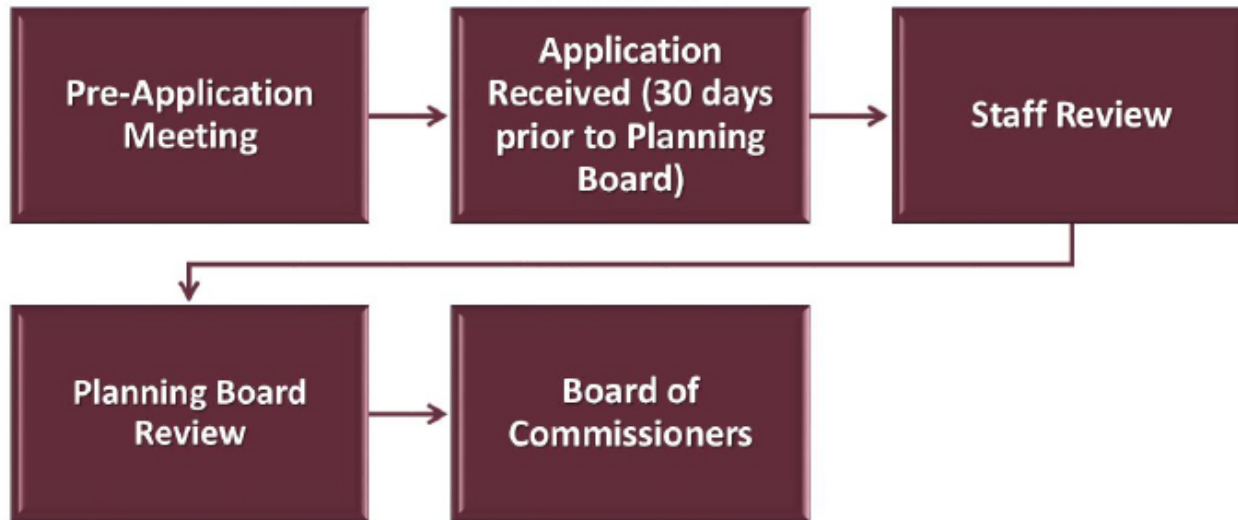 Pre-Application
Meeting
Application
Received (30 days
prior to Planning
Board)
Staff Review
Planning Board
Review
Board of
Commissioners